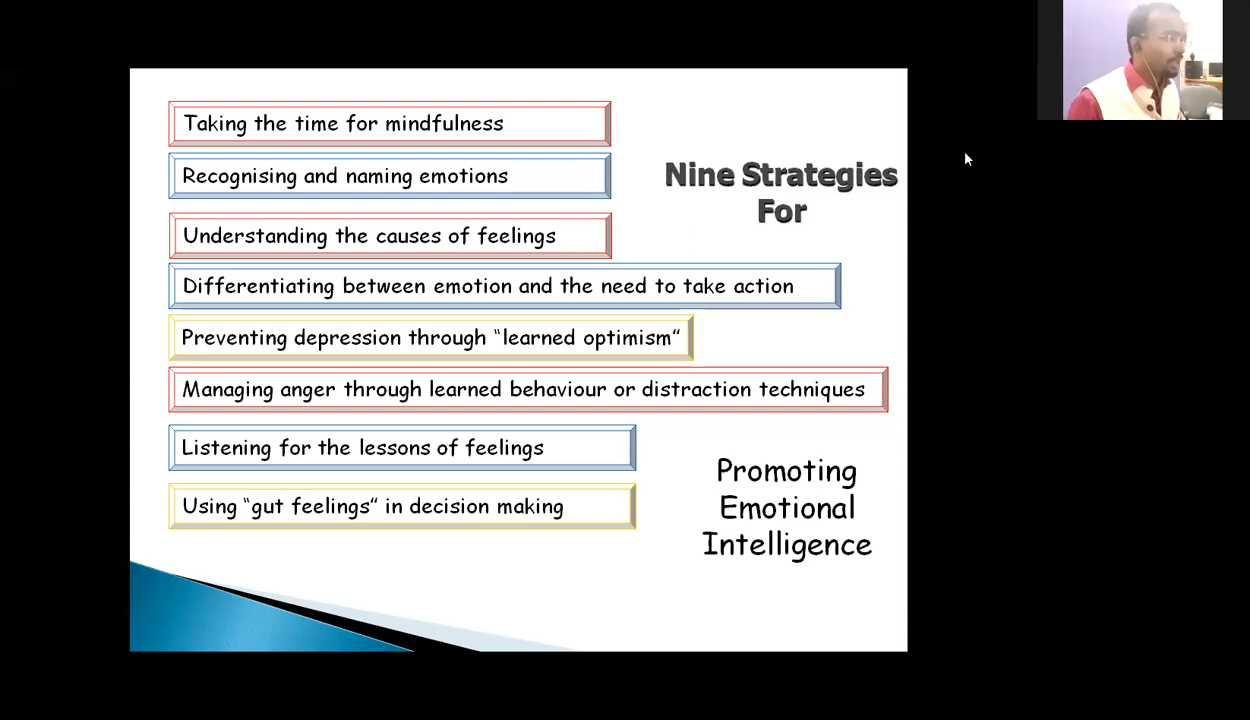 Taking the time for mindfulness
Recognising and naming emotions
Understanding the causes of feelings
Differentiating between emotion and the need to take action
Preventing depression through “learned optimism”
Managing anger through learned behaviour or distraction techniques
Listening for the lessons of feelings
Using “gut feelings” in decision making
Nine Strategies
For
Promoting
Emotional
Intelligence